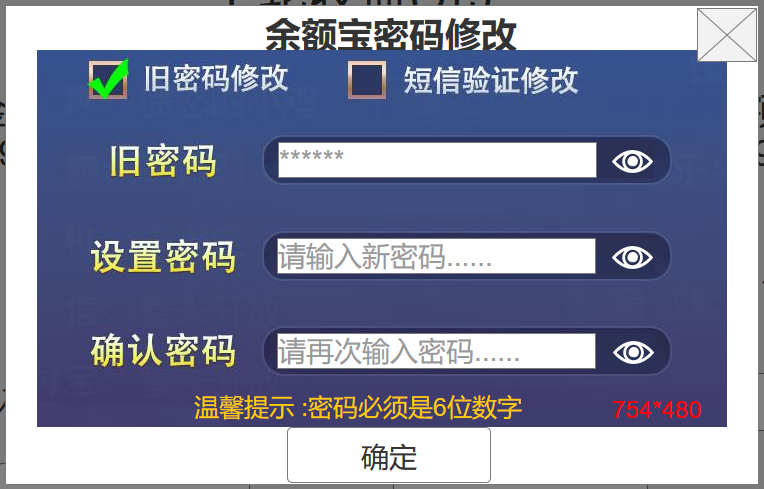 余额宝密码修改
旧密码修改 短信验证修改
旧密码 ******
设置密码 请输入新密码......
确认密码 请再次输入密码......
温馨提示 :密码必须是6位数字 754*480
确定